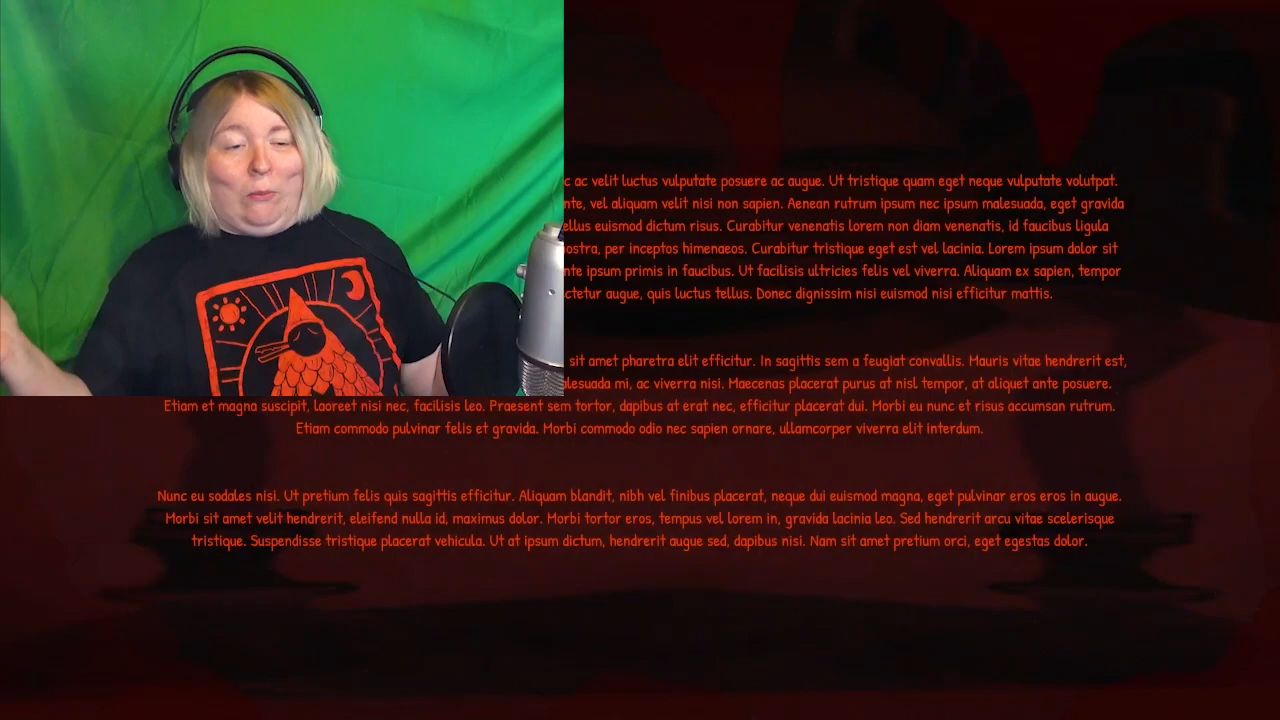 ac velit luctus vulputate posuere ac augue. Ut tristique quam eget neque vulputate volutpat.
vel aliquam velit nisi non sapien. Aenean rutrum ipsum nec ipsum malesuada, eget gravida
euismod dictum risus. Curabitur venenatis lorem non diam venenatis, id faucibus ligula
per inceptos himenaeos. Curabitur tristique eget est vel lacinia. Lorem ipsum dolor sit
ipsum primis in faucibus. Ut facilisis ultricies felis vel viverra. Aliquam ex sapien, tempor
augue, quis luctus tellus. Donec dignissim nisi euismod nisi efficitur mattis.
sit amet pharetra elit efficitur. In sagittis sem a feugiat convallis. Mauris vitae hendrerit est,
mi, ac viverra nisi. Maecenas placerat purus at nisl tempor, at aliquet ante posuere.
Etiam et magna suscipit, laoreet nisi nec, facilisis leo. Praesent sem tortor, dapibus at erat nec, efficitur placerat dui. Morbi eu nunc et risus accumsan rutrum.
Etiam commodo pulvinar felis et gravida. Morbi commodo odio nec sapien ornare, ullamcorper viverra elit interdum.
Nunc eu sodales nisi. Ut pretium felis quis sagittis efficitur. Aliquam blandit, nibh vel finibus placerat, neque dui euismod magna, eget pulvinar eros eros in augue.
Morbi sit amet velit hendrerit, eleifend nulla id, maximus dolor. Morbi tortor eros, tempus vel lorem in, gravida lacinia leo. Sed hendrerit arcu vitae scelerisque
tristique. Suspendisse tristique placerat vehicula. Ut at ipsum dictum, hendrerit augue sed, dapibus nisi. Nam sit amet pretium orci, eget egestas dolor.